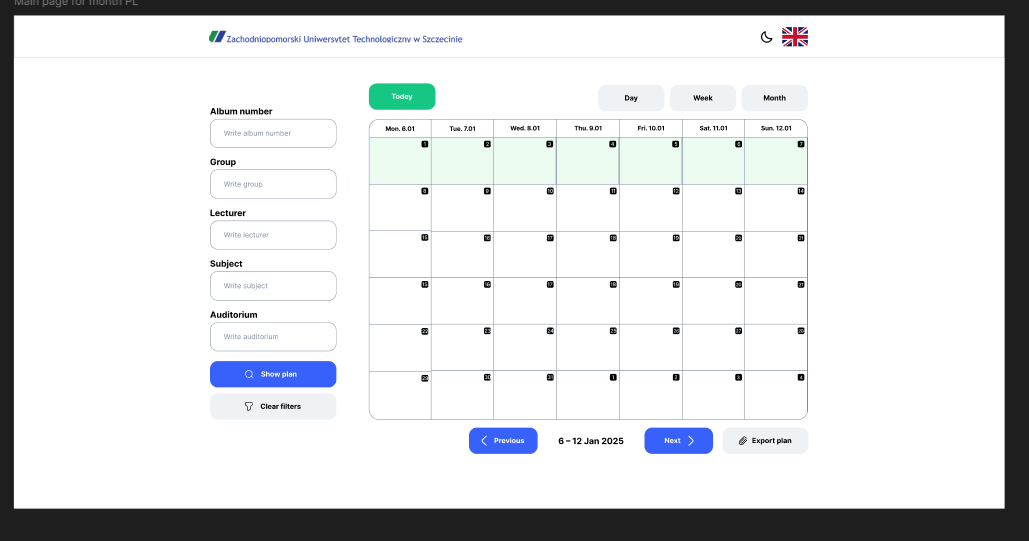 Main page for month PL
Zachodniopomorski Uniwersytet Technologiczny w Szczecinie
Today
Day
Week
Month
Album number
Write album number
Group
Write group
Lecturer
Write lecturer
Subject
Write subject
Auditorium
Write auditorium
Show plan
Clear filters
Mon. 6.01 Tue. 7.01 Wed. 8.01 Thu. 9.01 Fri. 10.01 Sat. 11.01 Sun. 12.01
1 2 3 4 5 6 7
8 9 10 11 12 13 14
15 16 17 18 19 20 21
15 16 17 18 19 20 21
22 23 24 25 26 27 28
29 30 31 1 2 3 4
Previous
6 – 12 Jan 2025
Next
Export plan